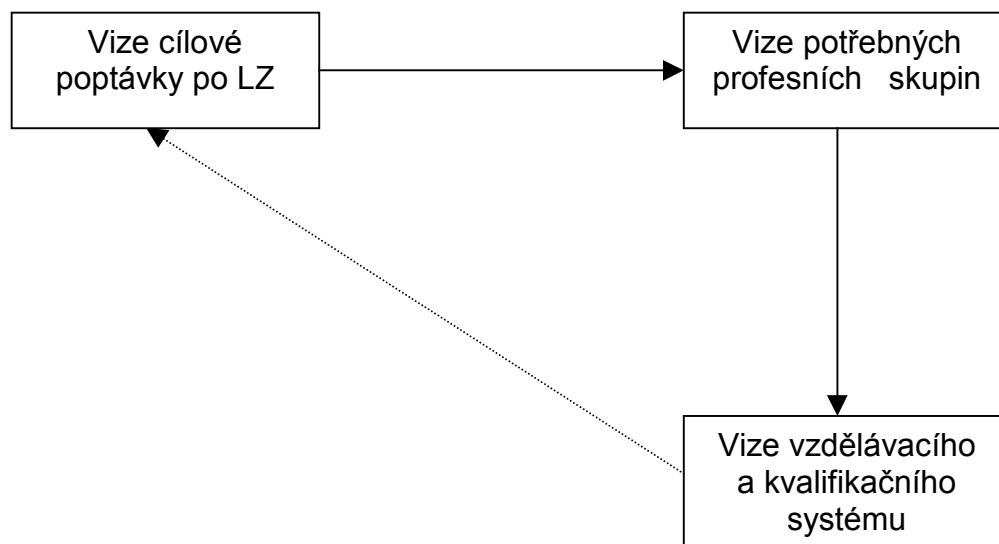 Vize cílové
poptávky po LZ
Vize potřebných
profesních skupin
Vize vzdělávacího
a kvalifikačního
systému